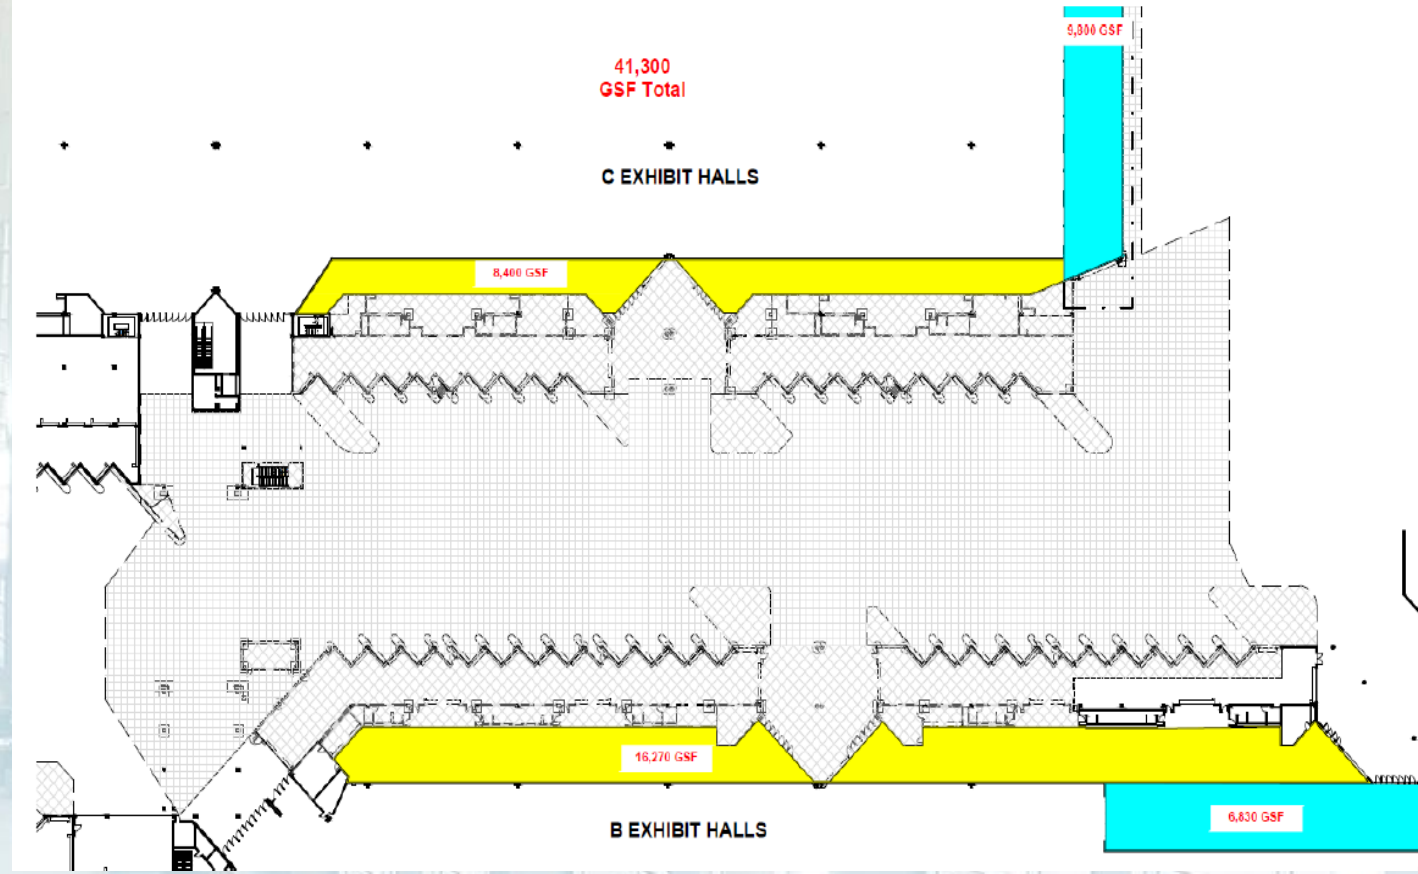 9,800 GSF
41,300
GSF Total
C EXHIBIT HALLS
8,400 GSF
16,270 GSF
6,830 GSF
B EXHIBIT HALLS